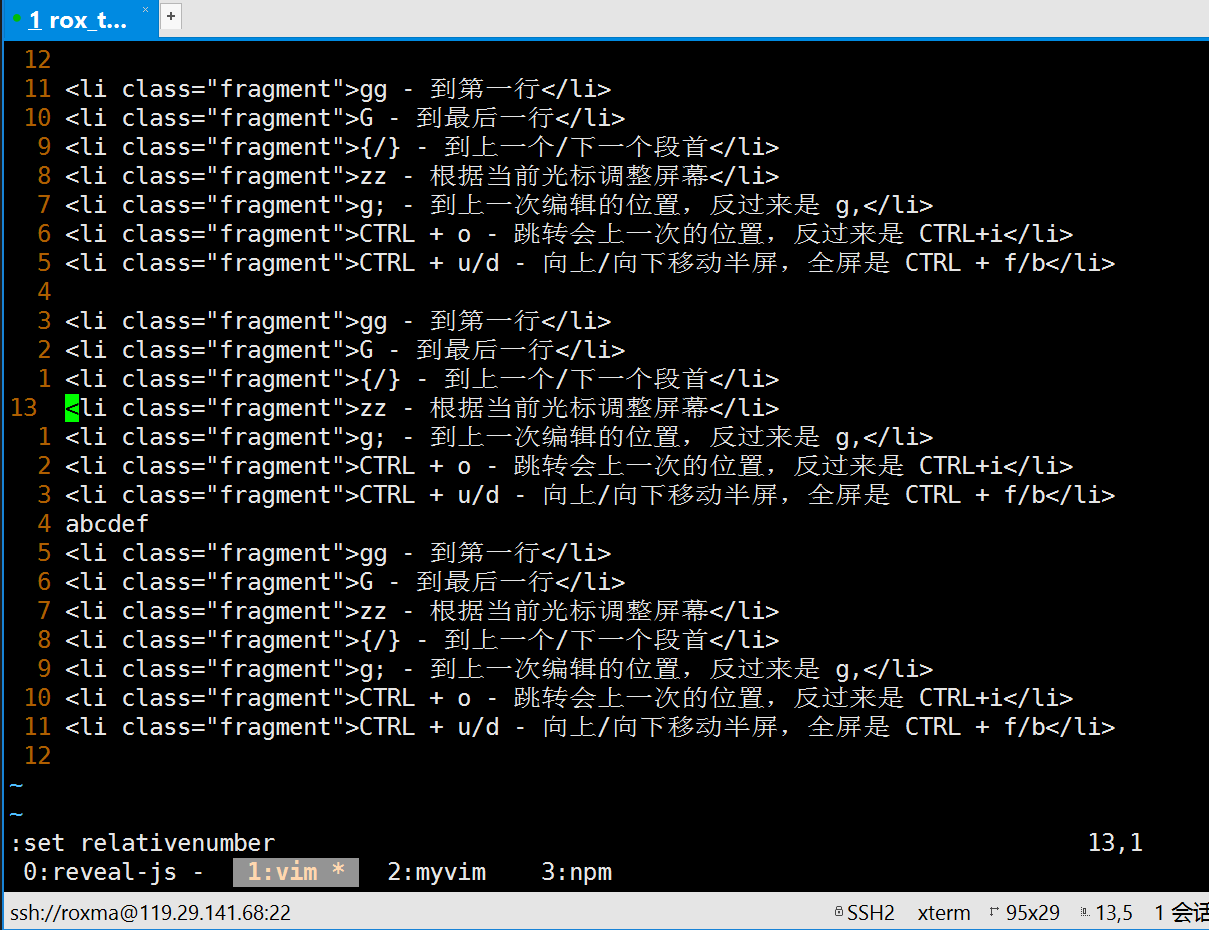 1 rox_t... × +
12
11 <li class="fragment">gg - 到第一行</li>
10 <li class="fragment">G - 到最后一行</li>
9 <li class="fragment">{/} - 到上一个/下一个段首</li>
8 <li class="fragment">zz - 根据当前光标调整屏幕</li>
7 <li class="fragment">g; - 到上一次编辑的位置，反过来是 g,</li>
6 <li class="fragment">CTRL + o - 跳转会上一次的位置，反过来是 CTRL+i</li>
5 <li class="fragment">CTRL + u/d - 向上/向下移动半屏，全屏是 CTRL + f/b</li>
4
3 <li class="fragment">gg - 到第一行</li>
2 <li class="fragment">G - 到最后一行</li>
1 <li class="fragment">{/} - 到上一个/下一个段首</li>
13 <li class="fragment">zz - 根据当前光标调整屏幕</li>
1 <li class="fragment">g; - 到上一次编辑的位置，反过来是 g,</li>
2 <li class="fragment">CTRL + o - 跳转会上一次的位置，反过来是 CTRL+i</li>
3 <li class="fragment">CTRL + u/d - 向上/向下移动半屏，全屏是 CTRL + f/b</li>
4 abcdef
5 <li class="fragment">gg - 到第一行</li>
6 <li class="fragment">G - 到最后一行</li>
7 <li class="fragment">zz - 根据当前光标调整屏幕</li>
8 <li class="fragment">{/} - 到上一个/下一个段首</li>
9 <li class="fragment">g; - 到上一次编辑的位置，反过来是 g,</li>
10 <li class="fragment">CTRL + o - 跳转会上一次的位置，反过来是 CTRL+i</li>
11 <li class="fragment">CTRL + u/d - 向上/向下移动半屏，全屏是 CTRL + f/b</li>
12
~
~
:set relativenumber 13,1
0:reveal-js - 1:vim * 2:myvim 3:npm
ssh://roxma@119.29.141.68:22 SSH2 xterm 95x29 13,5 1 会话